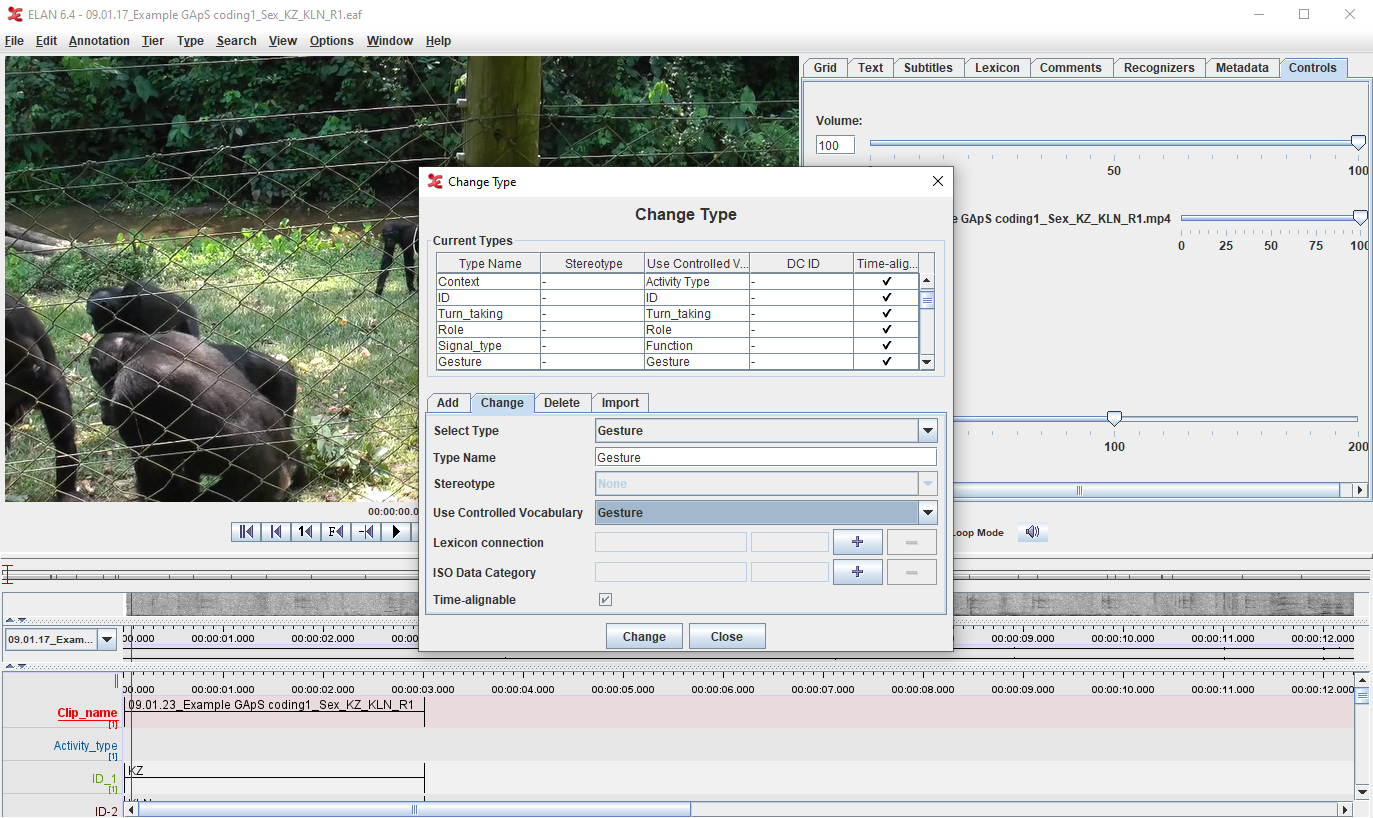 ELAN 6.4 - 09.01.17_Example GApS coding1_Sex_KZ_KLN_R1.eaf
File Edit Annotation Tier Type Search View Options Window Help
Grid Text Subtitles Lexicon Comments Recognizers Metadata Controls
Volume:
100
50 100
e GApS coding1_Sex_KZ_KLN_R1.mp4
0 25 50 75 100
100 200
Change Type
Change Type
Current Types
Type Name Stereotype Use Controlled V... DC ID Time-alig...
Context - Activity Type - ✔
ID - ID - ✔
Turn_taking - Turn_taking - ✔
Role - Role - ✔
Signal_type - Function - ✔
Gesture - Gesture - ✔
Add Change Delete Import
Select Type Gesture
Type Name Gesture
Stereotype None
Use Controlled Vocabulary Gesture
Lexicon connection + −
ISO Data Category + −
Time-alignable ✔
Change Close
00:00:00.0
1 F
Loop Mode
09.01.17_Exam...
00.000 00:00:01.000 00:00:02.000 00:00 00:00:09.000 00:00:10.000 00:00:11.000 00:00:12.000
00.000 00:00:01.000 00:00:02.000 00:00:03.000 00:00:04.000 00:00:05.000 00:00:06.000 00:00:07.000 00:00:08.000 00:00:09.000 00:00:10.000 00:00:11.000 00:00:12.000
Clip_name 09.01.23_Example GApS coding1_Sex_KZ_KLN_R1
[1]
Activity_type
[1]
ID_1 KZ
[1]
ID-2 KLN